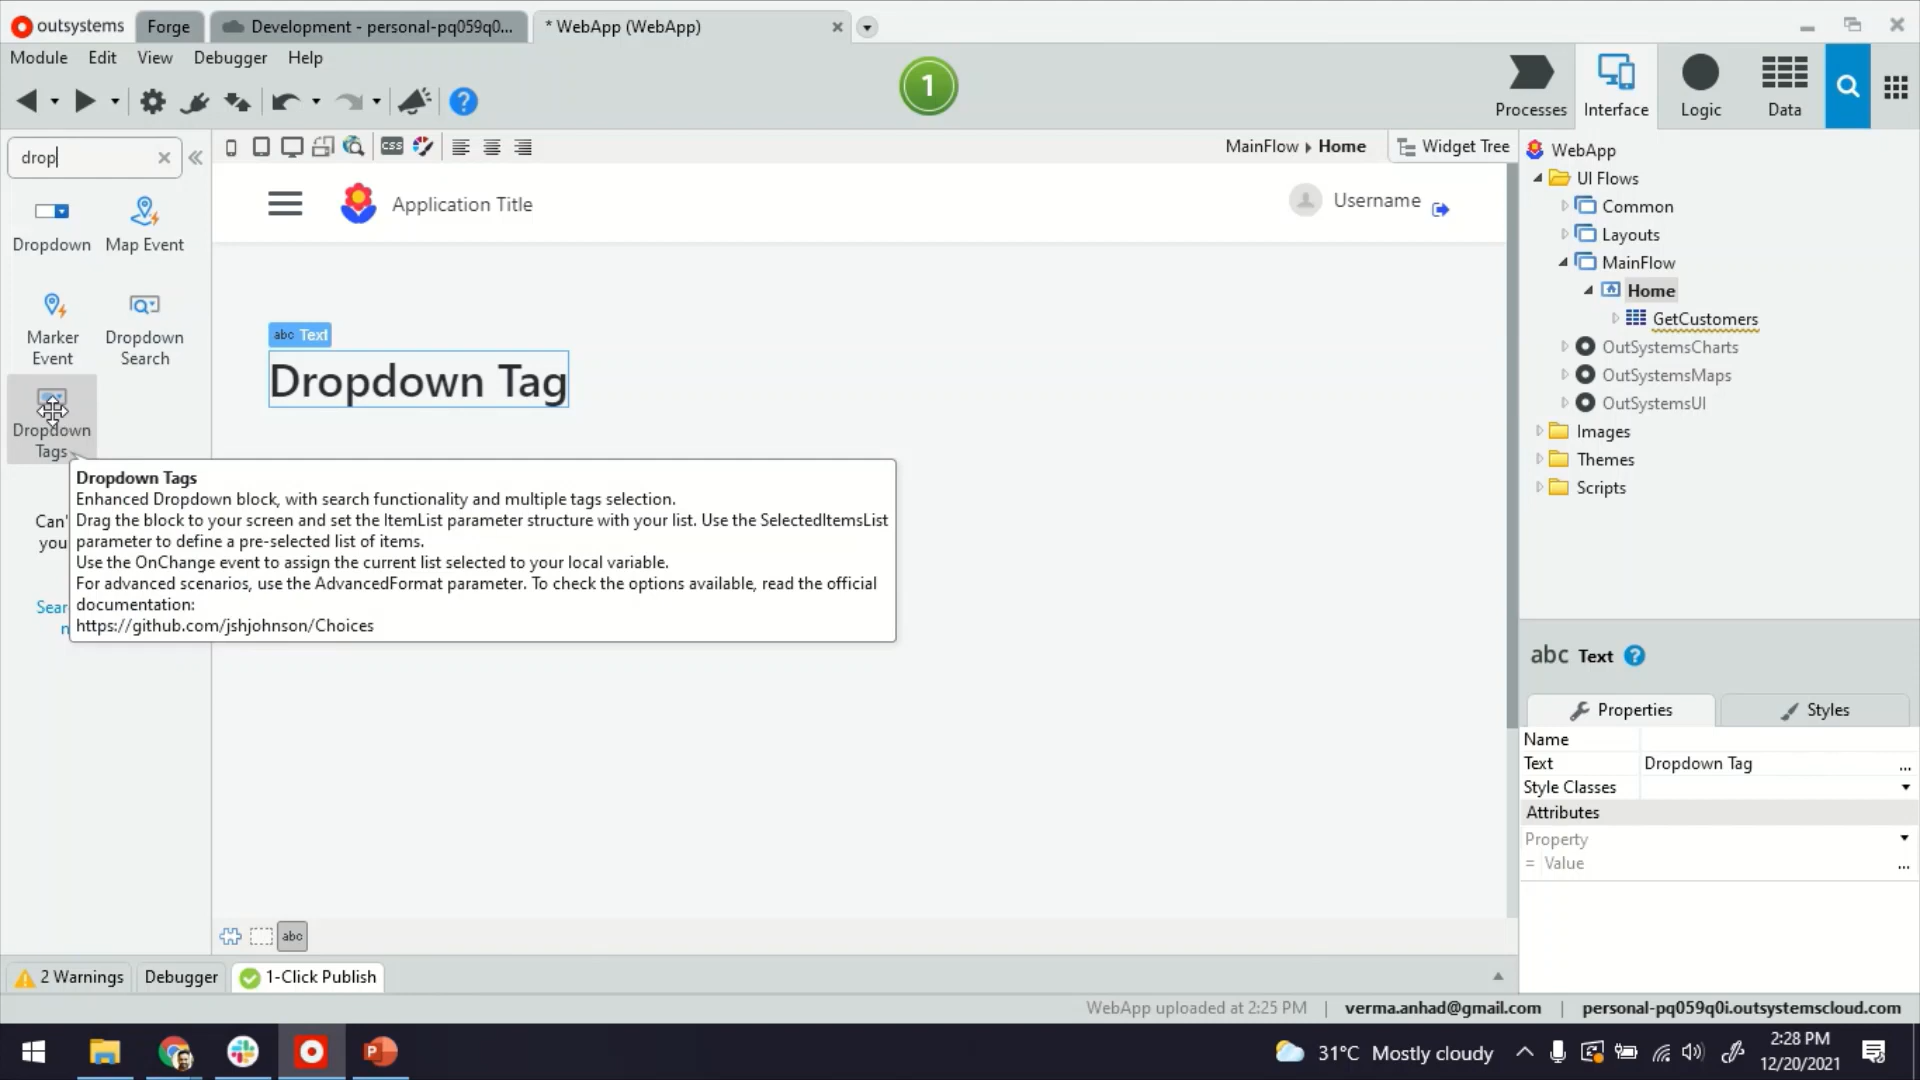 outsystems
Forge
Development - personal-pq059q0...
* WebApp (WebApp)
Module Edit View Debugger Help
1
Processes
Interface
Logic
Data
drop
CSS
MainFlow Home
Widget Tree
Dropdown
Map Event
Marker
Event
Dropdown
Search
Dropdown
Tags
Application Title
Username
abc Text
Dropdown Tag
Dropdown Tags
Enhanced Dropdown block, with search functionality and multiple tags selection.
Drag the block to your screen and set the ItemList parameter structure with your list. Use the SelectedItemsList
parameter to define a pre-selected list of items.
Use the OnChange event to assign the current list selected to your local variable.
For advanced scenarios, use the AdvancedFormat parameter. To check the options available, read the official
documentation:
https://github.com/jshjohnson/Choices
Can'
you
Sear
n
WebApp
UI Flows
Common
Layouts
MainFlow
Home
GetCustomers
OutSystemsCharts
OutSystemsMaps
OutSystemsUI
Images
Themes
Scripts
abc Text ?
Properties
Styles
Name
Text Dropdown Tag ...
Style Classes
Attributes
Property
= Value ...
abc
2 Warnings
Debugger
1-Click Publish
WebApp uploaded at 2:25 PM | verma.anhad@gmail.com | personal-pq059q0i.outsystemscloud.com
31°C Mostly cloudy
2:28 PM
12/20/2021